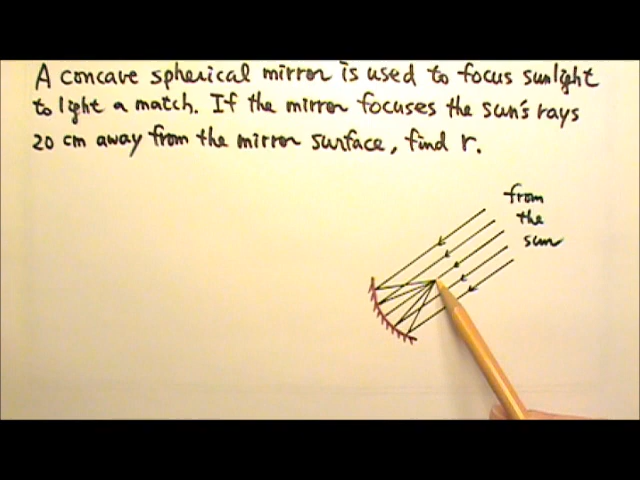 A concave spherical mirror is used to focus sunlight
to light a match. If the mirror focuses the sun's rays
20 cm away from the mirror surface, find r.
from
the
sun